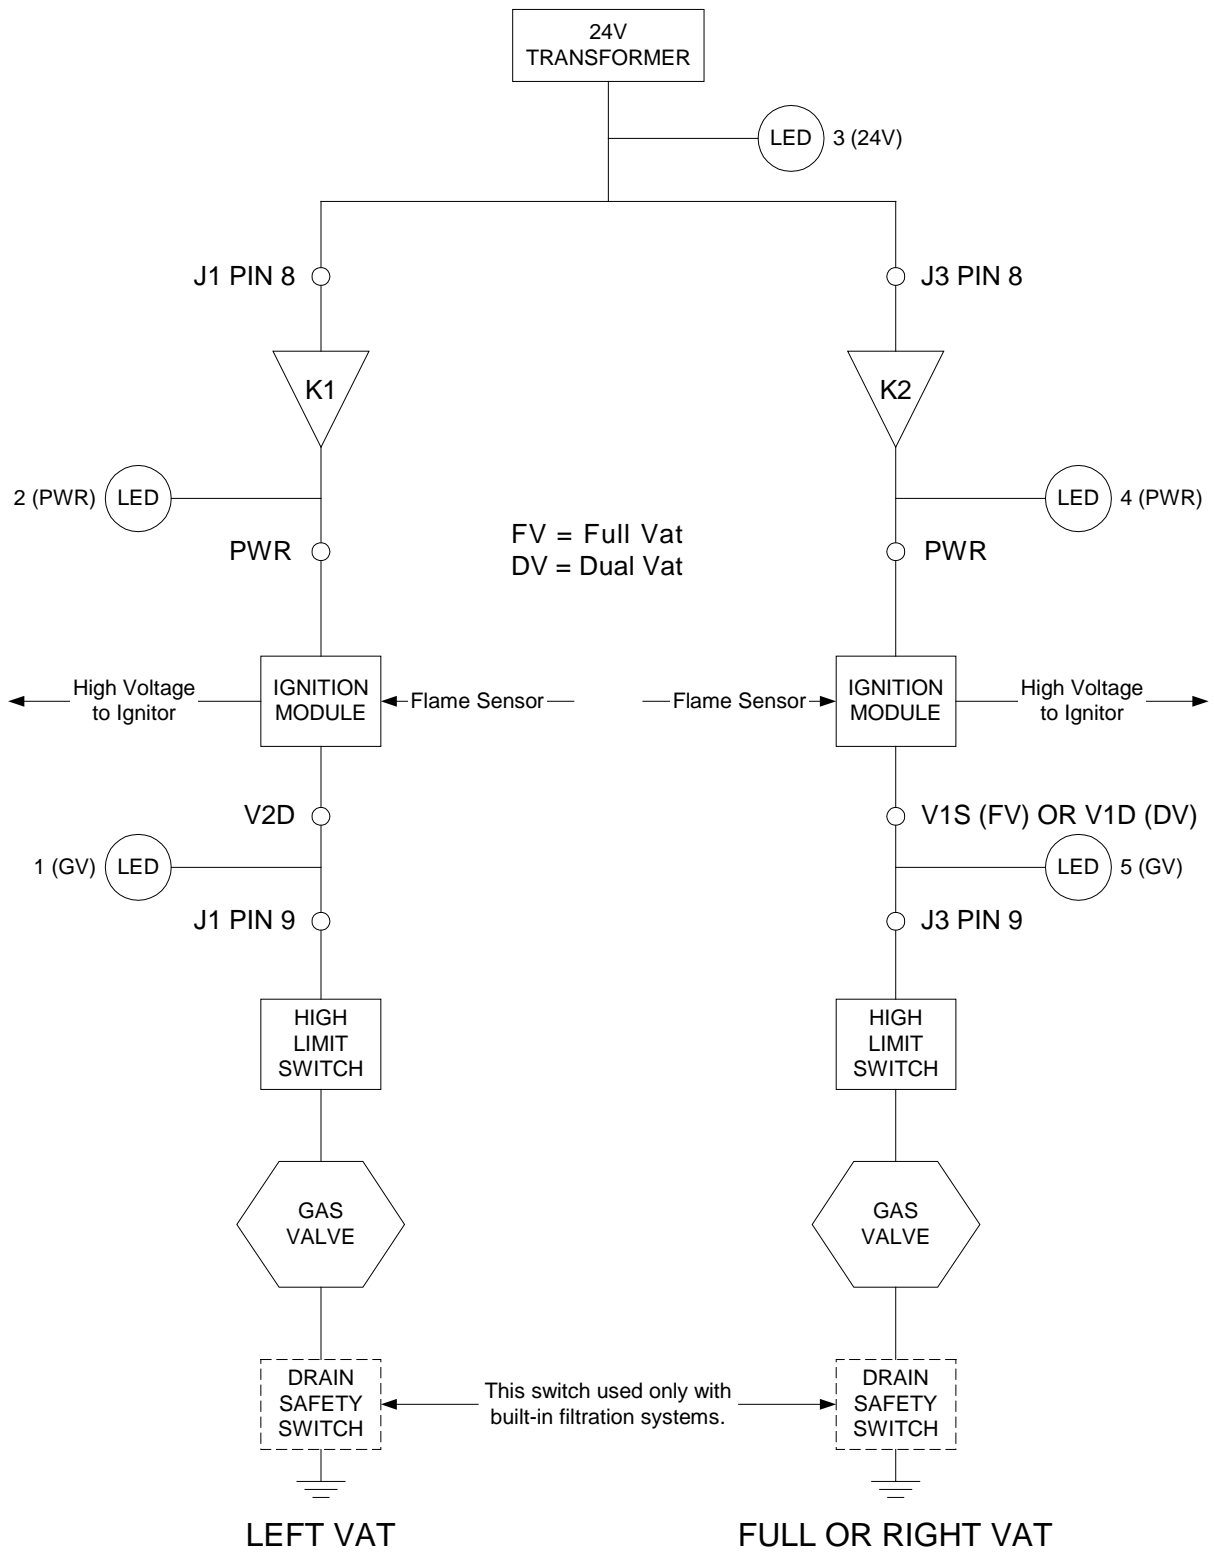 24V
TRANSFORMER
LED 3 (24V)
J1 PIN 8
J3 PIN 8
K1
K2
2 (PWR) LED
LED 4 (PWR)
PWR
FV = Full Vat
DV = Dual Vat
PWR
High Voltage
to Ignitor
IGNITION
MODULE
Flame Sensor
Flame Sensor
IGNITION
MODULE
High Voltage
to Ignitor
V2D
V1S (FV) OR V1D (DV)
1 (GV) LED
LED 5 (GV)
J1 PIN 9
J3 PIN 9
HIGH
LIMIT
SWITCH
HIGH
LIMIT
SWITCH
GAS
VALVE
GAS
VALVE
DRAIN
SAFETY
SWITCH
This switch used only with
built-in filtration systems.
DRAIN
SAFETY
SWITCH
LEFT VAT
FULL OR RIGHT VAT